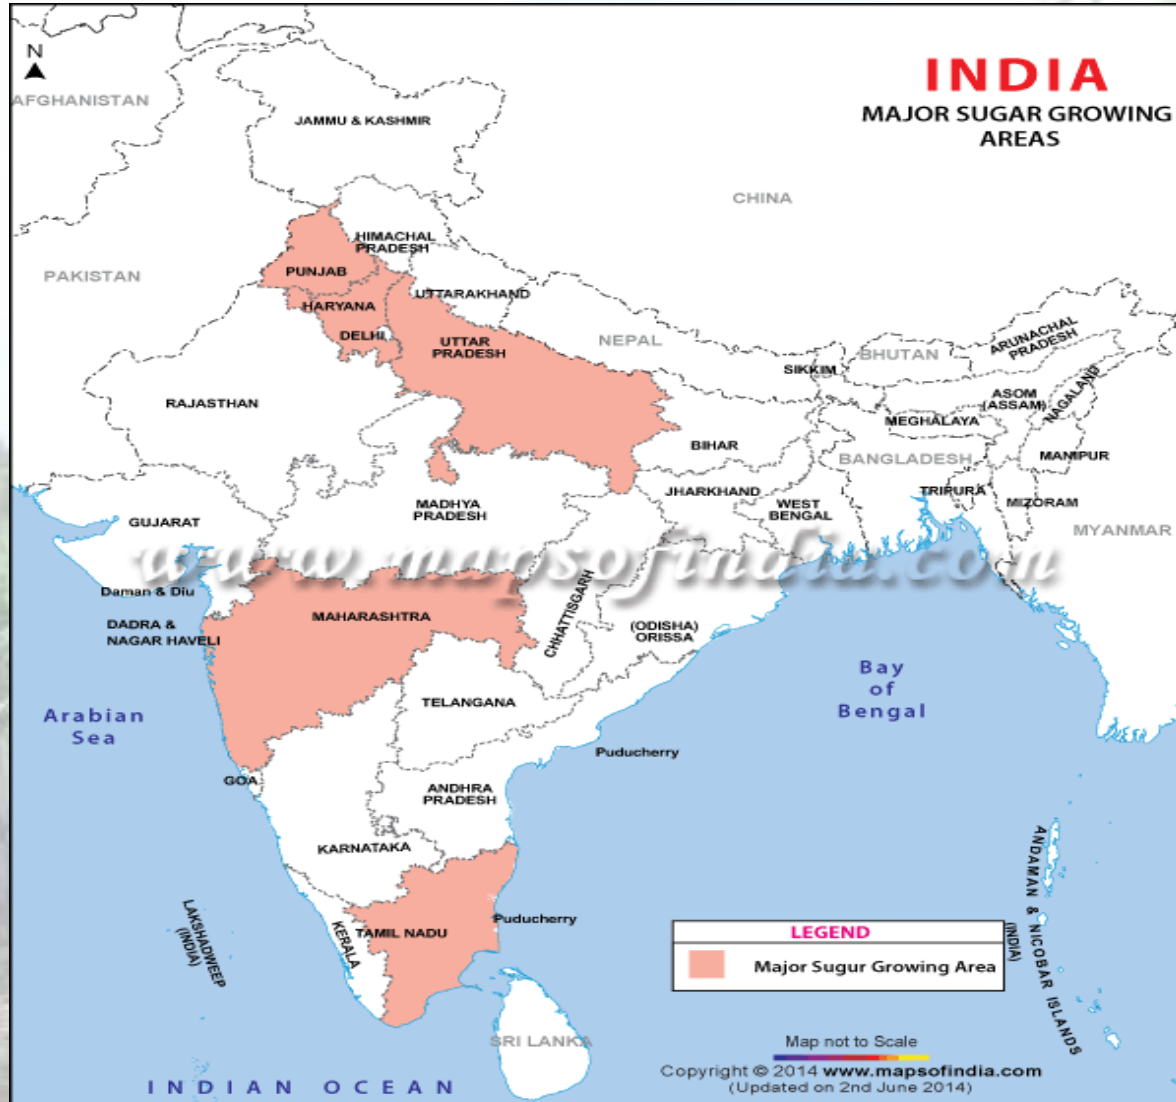 INDIA
MAJOR SUGAR GROWING
AREAS
N
AFGHANISTAN
JAMMU & KASHMIR
CHINA
HIMACHAL
PRADESH
PAKISTAN
PUNJAB
UTTARAKHAND
HARYANA
DELHI
UTTAR
PRADESH
NEPAL
BHUTAN
ARUNACHAL
PRADESH
SIKKIM
RAJASTHAN
ASOM
(ASSAM)
NAGALAND
MEGHALAYA
BIHAR
BANGLADESH
MANIPUR
JHARKHAND
TRIPURA
MIZORAM
MADHYA
PRADESH
WEST
BENGAL
GUJARAT
MYANMAR
www.mapsofindia.com
Daman & Diu
MAHARASHTRA
DADRA &
NAGAR HAVELI
CHHATTISGARH
(ODISHA)
ORISSA
Arabian
Sea
TELANGANA
Bay
of
Bengal
Puducherry
GOA
ANDHRA
PRADESH
KARNATAKA
Puducherry
LAKSHADWEEP
(INDIA)
KERALA
TAMIL NADU
ANDAMAN & NICOBAR ISLANDS
(INDIA)
LEGEND
Major Sugur Growing Area
SRI LANKA
Map not to Scale
Copyright © 2014 www.mapsofindia.com
(Updated on 2nd June 2014)
INDIAN OCEAN